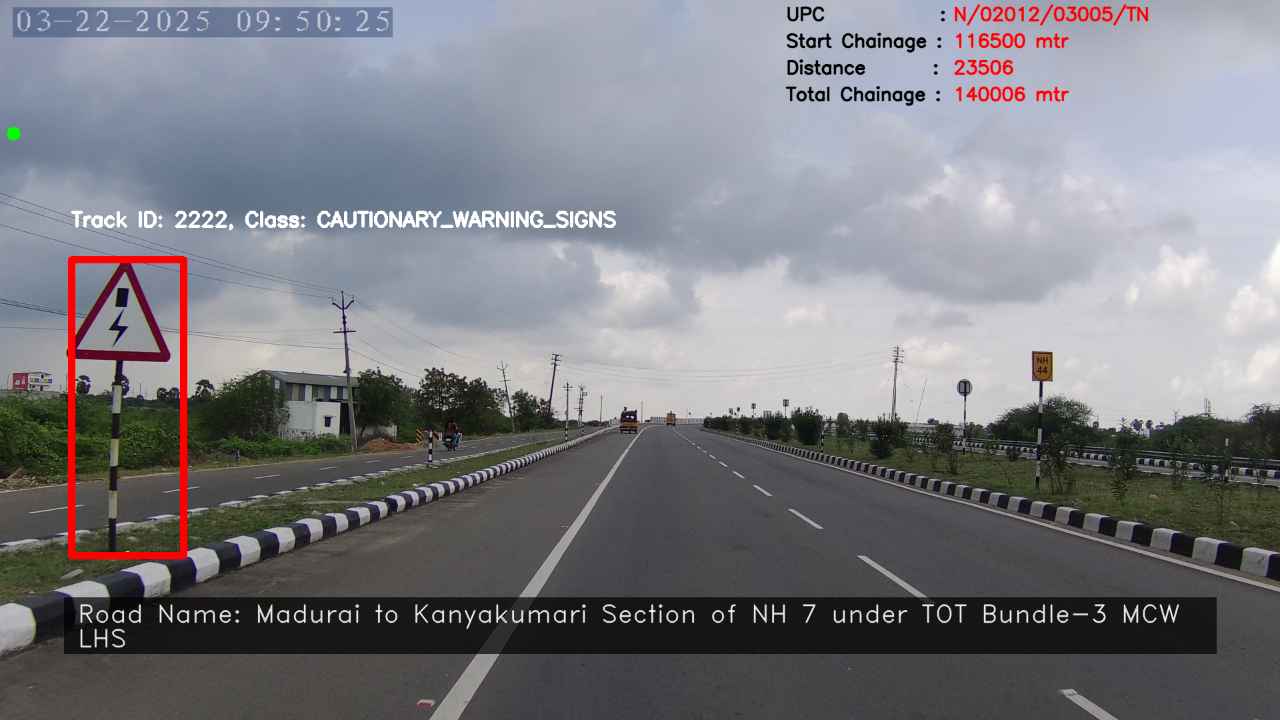 03-22-2025 09:50:25
UPC : N/02012/03005/TN
Start Chainage : 116500 mtr
Distance : 23506
Total Chainage : 140006 mtr
Track ID: 2222, Class: CAUTIONARY_WARNING_SIGNS
NH
44
Road Name: Madurai to Kanyakumari Section of NH 7 under TOT Bundle-3 MCW
LHS